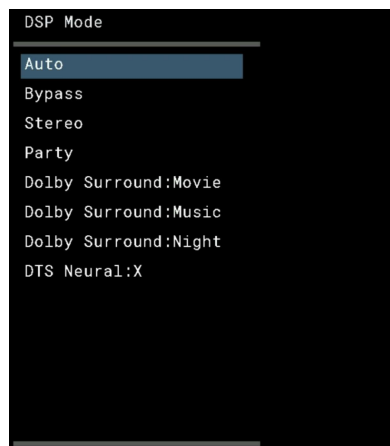 DSP Mode
Auto
Bypass
Stereo
Party
Dolby Surround:Movie
Dolby Surround:Music
Dolby Surround:Night
DTS Neural:X